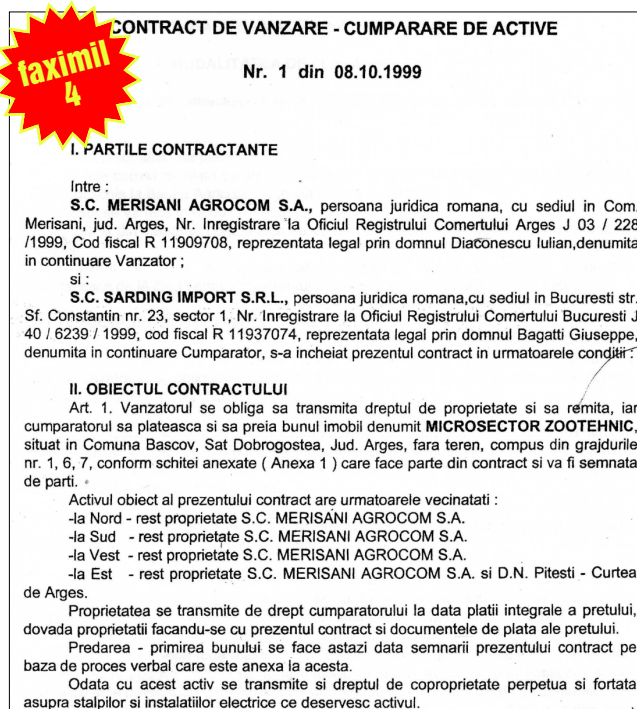 CONTRACT DE VANZARE - CUMPARARE DE ACTIVE
faximil
4
Nr. 1 din 08.10.1999
I. PARTILE CONTRACTANTE
Intre :
S.C. MERISANI AGROCOM S.A., persoana juridica romana, cu sediul in Com.
Merisani, jud. Arges, Nr. Inregistrare la Oficiul Registrului Comertului Arges J 03 / 228
/1999, Cod fiscal R 11909708, reprezentata legal prin domnul Diaconescu Iulian,denumita
in continuare Vanzator ;
si :
S.C. SARDING IMPORT S.R.L., persoana juridica romana,cu sediul in Bucuresti str.
Sf. Constantin nr. 23, sector 1, Nr. Inregistrare la Oficiul Registrului Comertului Bucuresti J
40 / 6239 / 1999, cod fiscal R 11937074, reprezentata legal prin domnul Bagatti Giuseppe,
denumita in continuare Cumparator, s-a incheiat prezentul contract in urmatoarele conditii :
II. OBIECTUL CONTRACTULUI
Art. 1. Vanzatorul se obliga sa transmita dreptul de proprietate si sa remita, iar
cumparatorul sa plateasca si sa preia bunul imobil denumit MICROSECTOR ZOOTEHNIC,
situat in Comuna Bascov, Sat Dobrogostea, Jud. Arges, fara teren, compus din grajdurile
nr. 1, 6, 7, conform schitei anexate ( Anexa 1 ) care face parte din contract si va fi semnata
de parti.
Activul obiect al prezentului contract are urmatoarele vecinatati :
-la Nord - rest proprietate S.C. MERISANI AGROCOM S.A.
-la Sud - rest proprietate S.C. MERISANI AGROCOM S.A.
-la Vest - rest proprietate S.C. MERISANI AGROCOM S.A.
-la Est - rest proprietate S.C. MERISANI AGROCOM S.A. si D.N. Pitesti - Curtea
de Arges.
Proprietatea se transmite de drept cumparatorului la data platii integrale a pretului,
dovada proprietatii facandu-se cu prezentul contract si documentele de plata ale pretului.
Predarea - primirea bunului se face astazi data semnarii prezentului contract pe
baza de proces verbal care este anexa la acesta.
Odata cu acest activ se transmite si dreptul de coproprietate perpetua si fortata
asupra stalpilor si instalatiilor electrice ce deservesc activul.